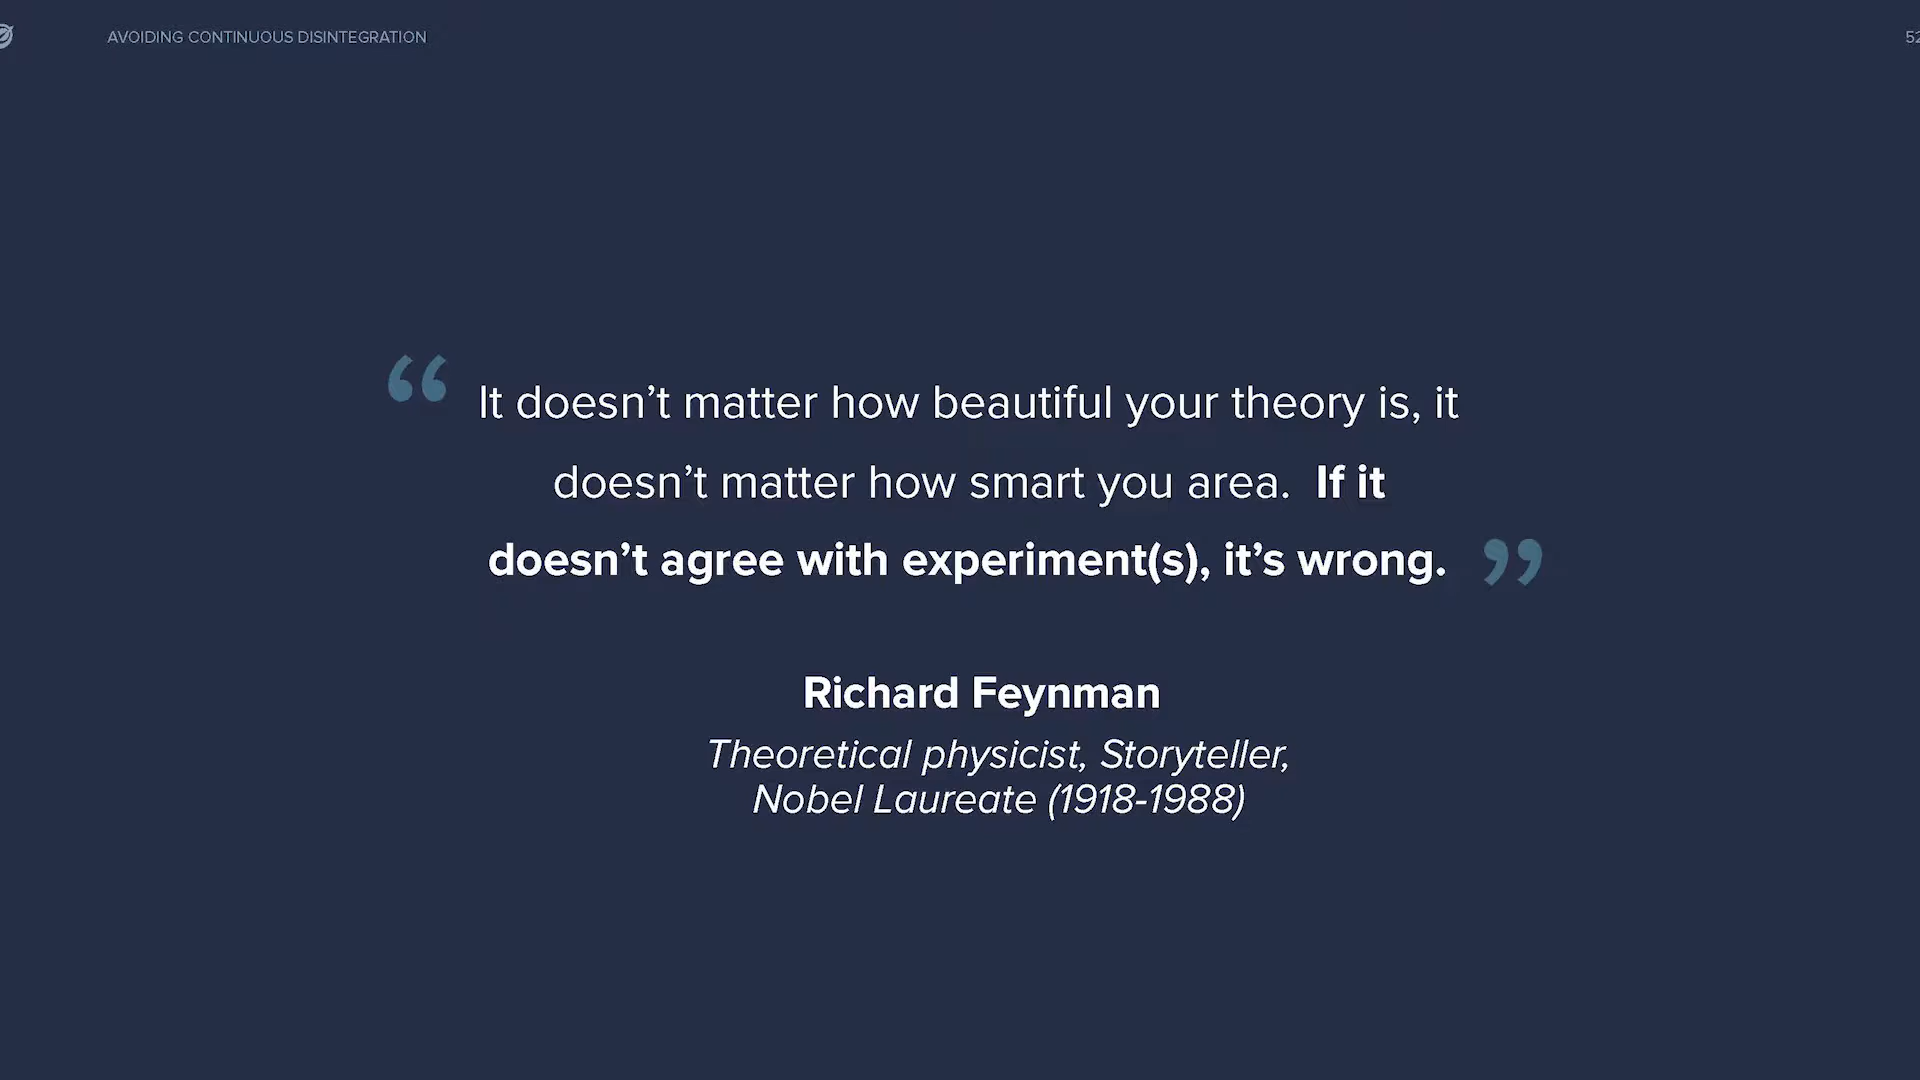 AVOIDING CONTINUOUS DISINTEGRATION
“ It doesn’t matter how beautiful your theory is, it
doesn’t matter how smart you area. If it
doesn’t agree with experiment(s), it’s wrong. ”
Richard Feynman
Theoretical physicist, Storyteller,
Nobel Laureate (1918-1988)